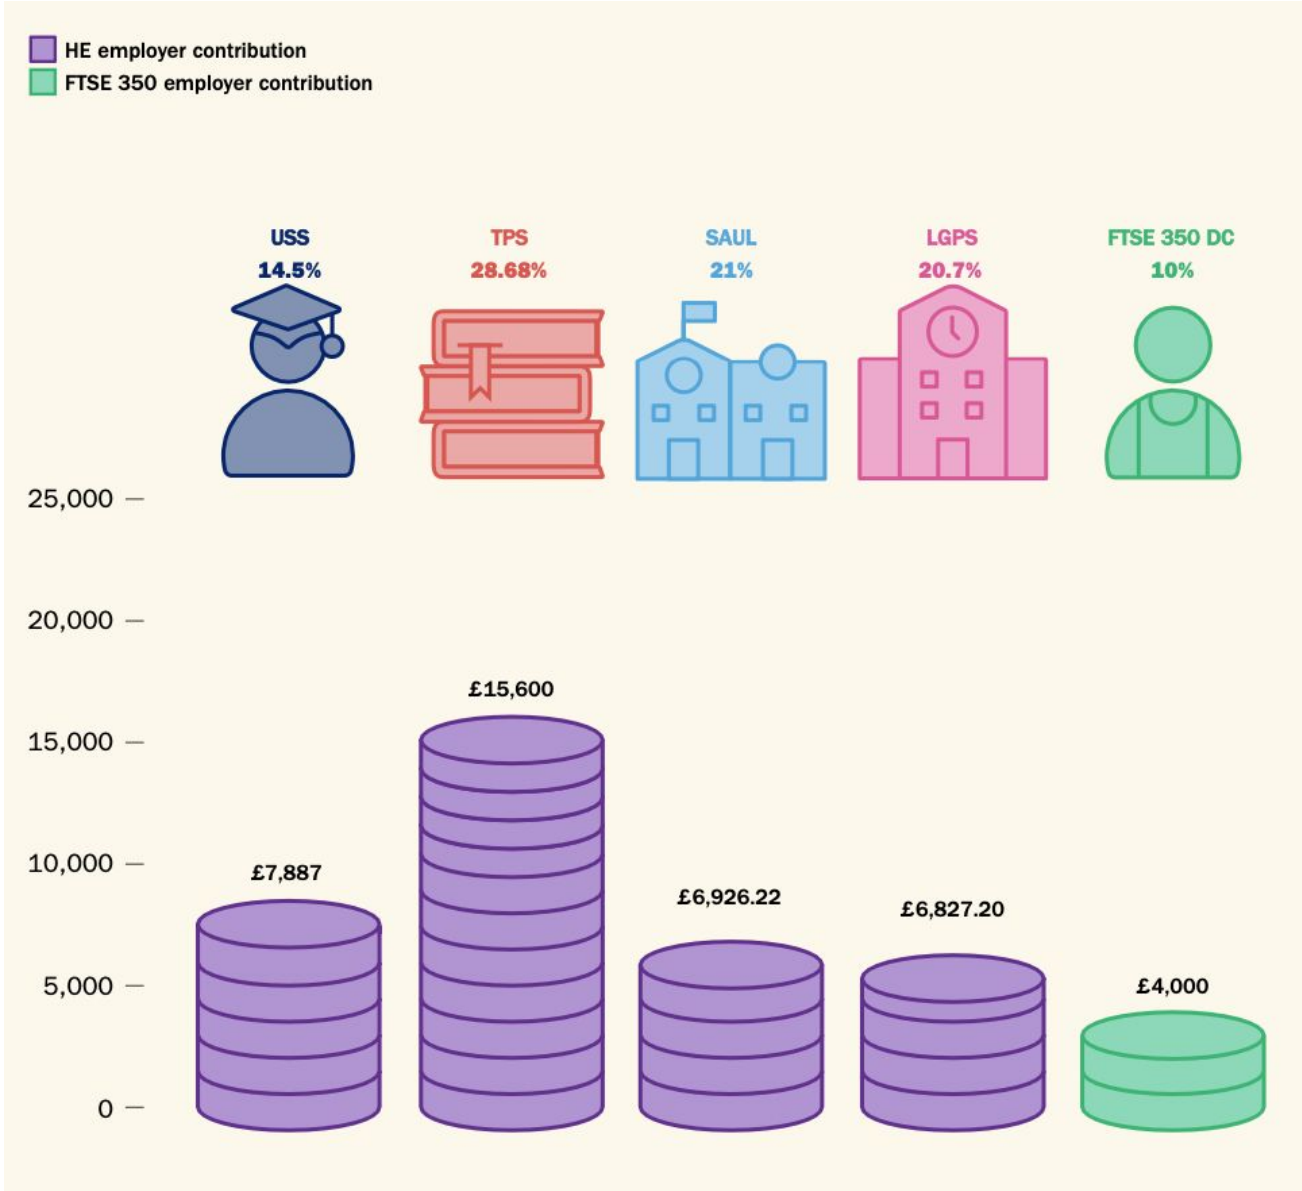 HE employer contribution
FTSE 350 employer contribution
USS
14.5%
TPS
28.68%
SAUL
21%
LGPS
20.7%
FTSE 350 DC
10%
25,000
20,000
15,000
10,000
5,000
0
£7,887
£15,600
£6,926.22
£6,827.20
£4,000